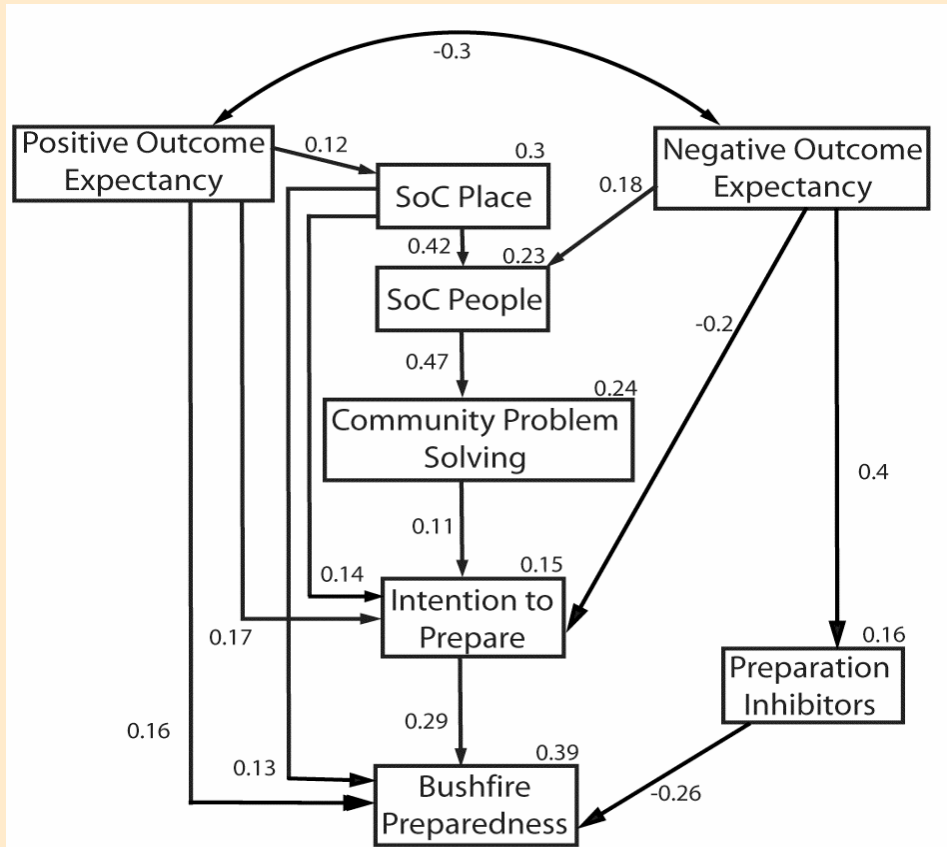 -0.3
Positive Outcome
Expectancy
0.12
0.3
SoC Place
Negative Outcome
Expectancy
0.18
0.42
0.23
SoC People
-0.2
0.47
0.24
Community Problem
Solving
0.4
0.11
0.15
0.14
Intention to
Prepare
0.17
0.16
Preparation
Inhibitors
0.29
0.16
0.39
0.13
Bushfire
Preparedness
-0.26